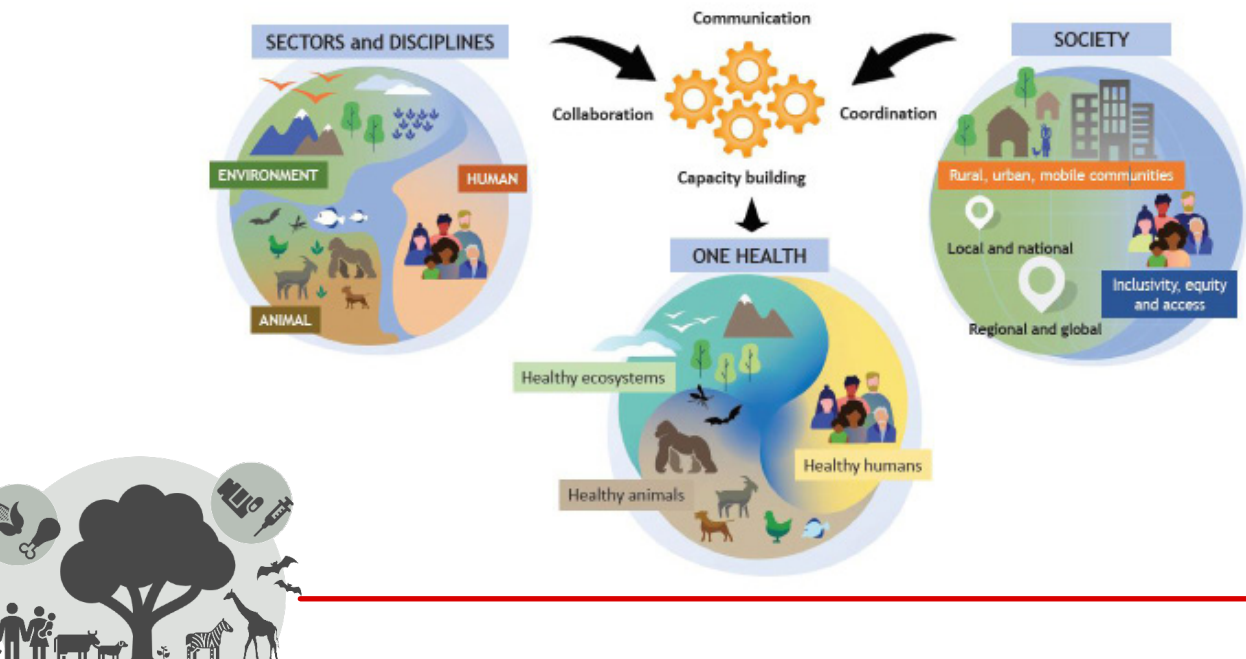 Communication
SECTORS and DISCIPLINES
SOCIETY
Collaboration
Coordination
ENVIRONMENT
HUMAN
Capacity building
Rural, urban, mobile communities
Local and national
ONE HEALTH
Inclusivity, equity
and access
ANIMAL
Regional and global
Healthy ecosystems
Healthy humans
Healthy animals